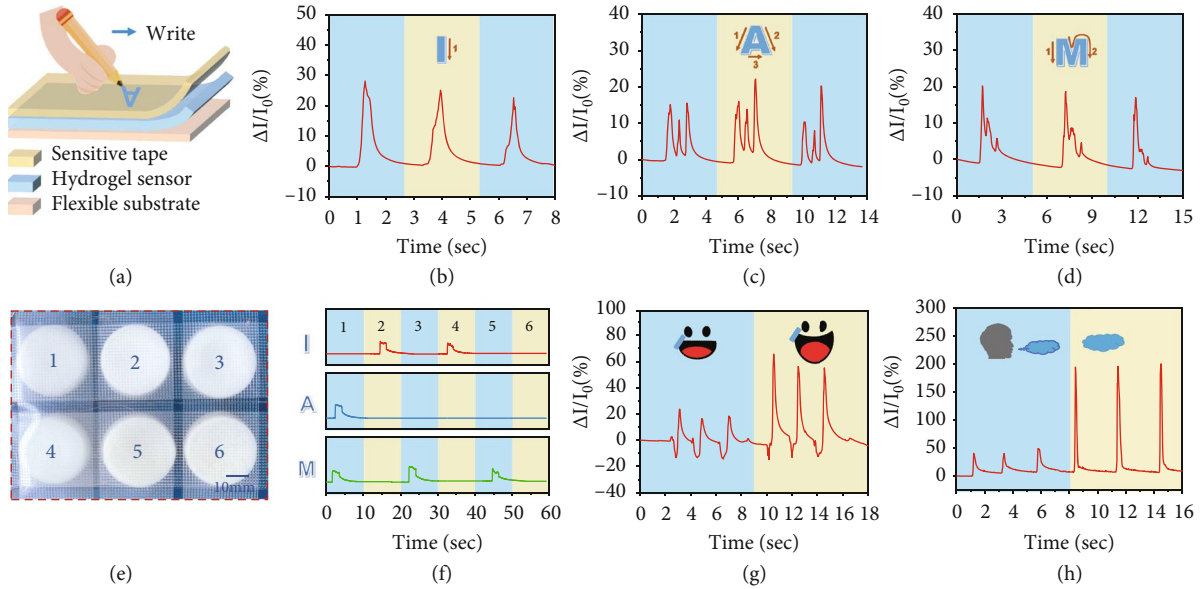 Write
A
Sensitive tape
Hydrogel sensor
Flexible substrate
(a)
ΔI/I0(%)
50
40
30
20
10
0
−10
I
1
0 1 2 3 4 5 6 7 8
Time (sec)
(b)
ΔI/I0(%)
40
30
20
10
0
−10
1 A 2
3
0 2 4 6 8 10 12 14
Time (sec)
(c)
ΔI/I0(%)
40
30
20
10
0
−10
1 M 2
0 3 6 9 12 15
Time (sec)
(d)
1 2 3
4 5 6
10mm
(e)
I
1 2 3 4 5 6
A
M
0 10 20 30 40 50 60
Time (sec)
(f)
ΔI/I0(%)
100
80
60
40
20
0
−20
−40
0 2 4 6 8 10 12 14 16 18
Time (sec)
(g)
ΔI/I0(%)
300
250
200
150
100
50
0
0 2 4 6 8 10 12 14 16
Time (sec)
(h)